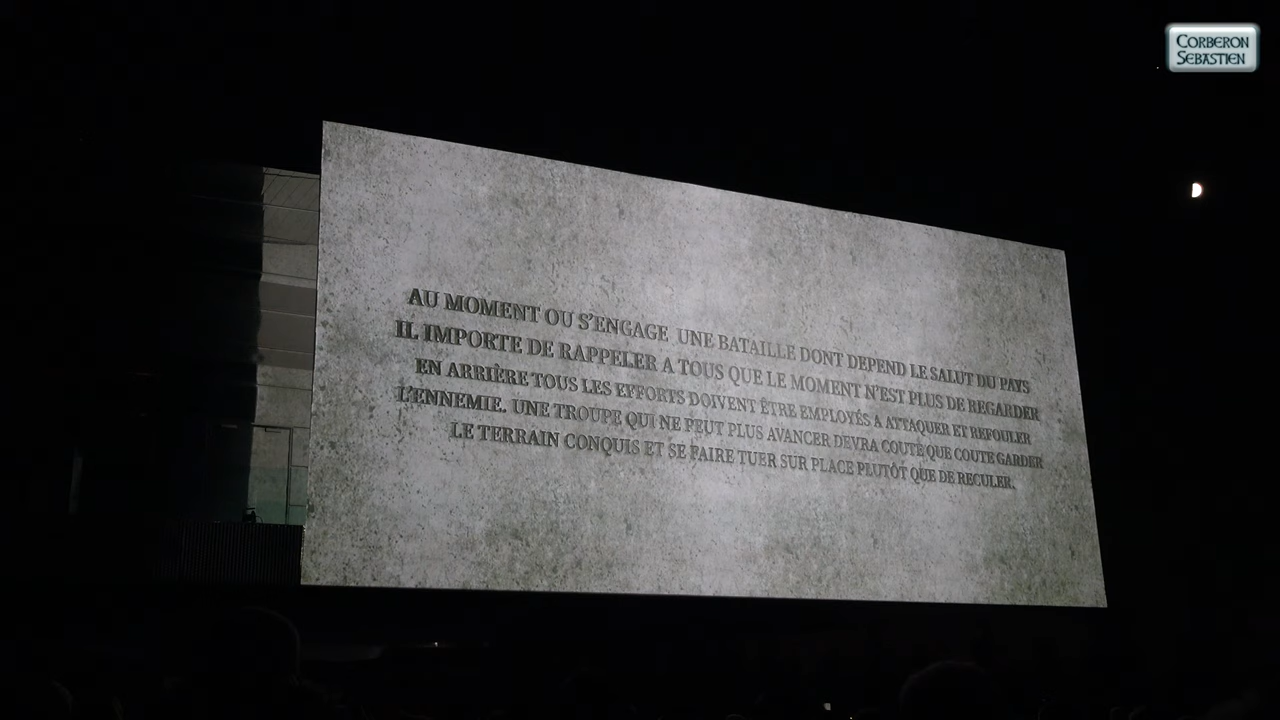 CORBERON
SEBASTIEN
AU MOMENT OU S'ENGAGE UNE BATAILLE DONT DEPEND LE SALUT DU PAYS
IL IMPORTE DE RAPPELER A TOUS QUE LE MOMENT N'EST PLUS DE REGARDER
EN ARRIÈRE TOUS LES EFFORTS DOIVENT ÊTRE EMPLOYÉS A ATTAQUER ET REFOULER
L'ENNEMIE. UNE TROUPE QUI NE PEUT PLUS AVANCER DEVRA COUTE QUE COUTE GARDER
LE TERRAIN CONQUIS ET SE FAIRE TUER SUR PLACE PLUTÔT QUE DE RECULER.